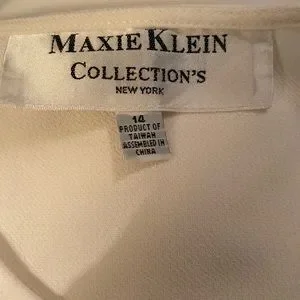 MAXIE KLEIN
COLLECTION'S
NEW YORK
14
PRODUCT OF
TAIWAN
ASSEMBLED IN
CHINA